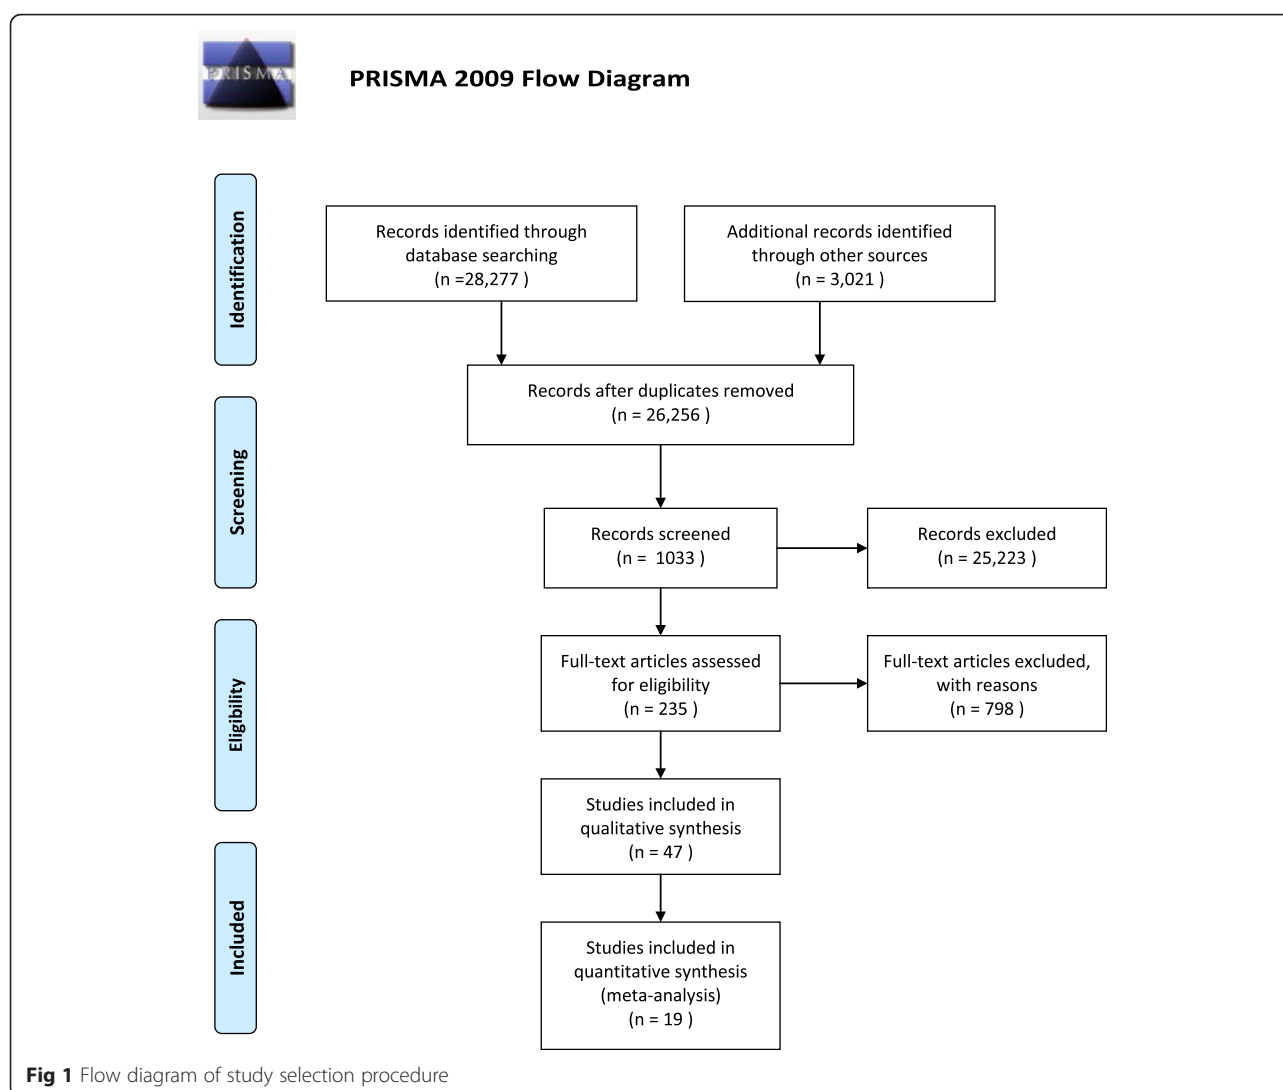 PRISMA
PRISMA 2009 Flow Diagram
Identification
Records identified through
database searching
(n =28,277 )
Additional records identified
through other sources
(n = 3,021 )
Records after duplicates removed
(n = 26,256 )
Screening
Records screened
(n =  1033 )
Records excluded
(n = 25,223 )
Eligibility
Full-text articles assessed
for eligibility
(n = 235 )
Full-text articles excluded,
with reasons
(n = 798 )
Studies included in
qualitative synthesis
(n = 47 )
Included
Studies included in
quantitative synthesis
(meta-analysis)
(n = 19 )
Fig 1 Flow diagram of study selection procedure